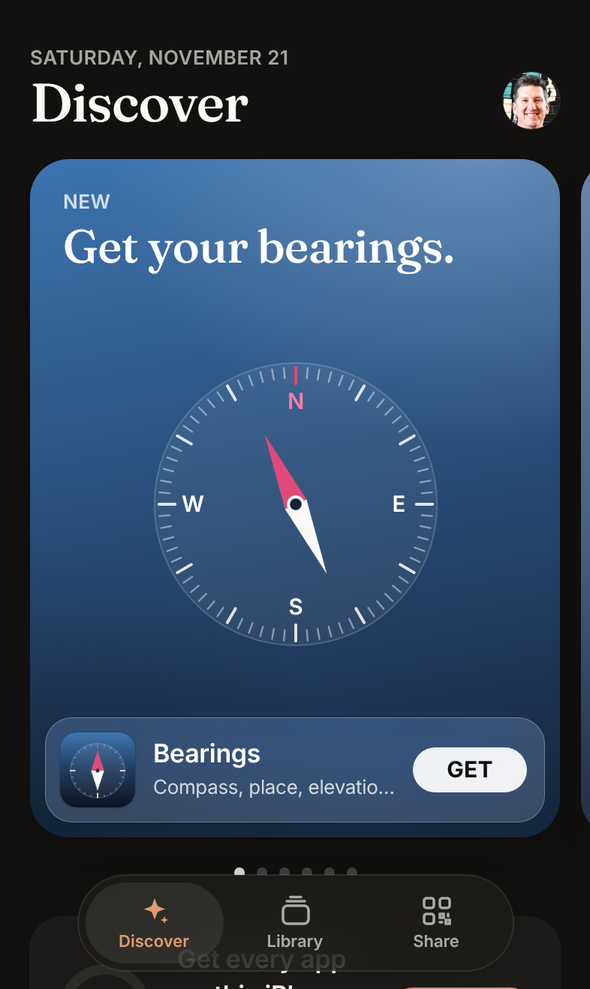 SATURDAY, NOVEMBER 21
Discover
NEW
Get your bearings.
N
W
E
S
Bearings
Compass, place, elevatio...
GET
Discover
Library
Share
Get every app